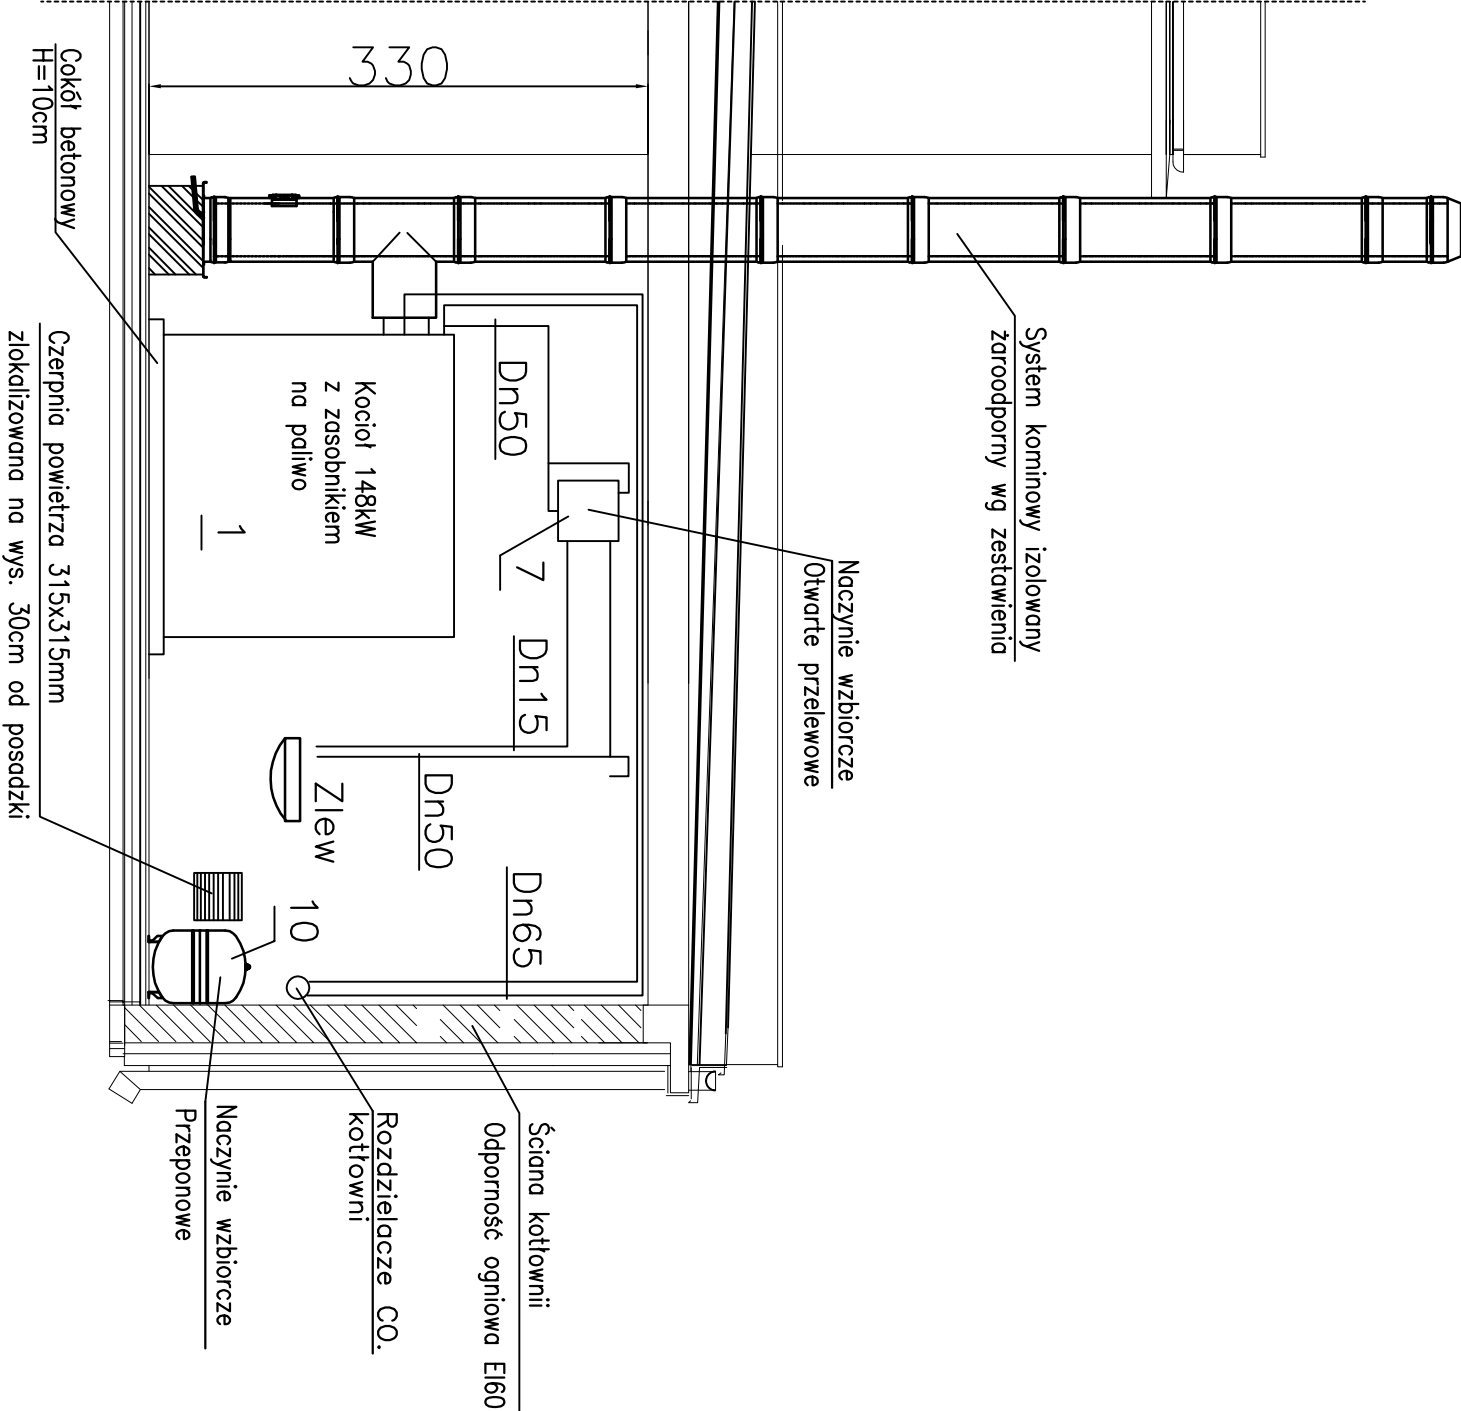 System kominowy izolowany
żaroodporny wg zestawienia
Naczynie wzbiorcze
Otwarte przelewowe
330
Dn50
7
Dn15
Dn50
Dn65
Kocioł 148kW
z zasobnikiem
na paliwo
1
Zlew
10
Cokół betonowy
H=10cm
Czerpnia powietrza 315x315mm
zlokalizowana na wys. 30cm od posadzki
Ściana kotłownii
Odporność ogniowa EI60
Rozdzielacze CO.
kotłowni
Naczynie wzbiorcze
Przeponowe